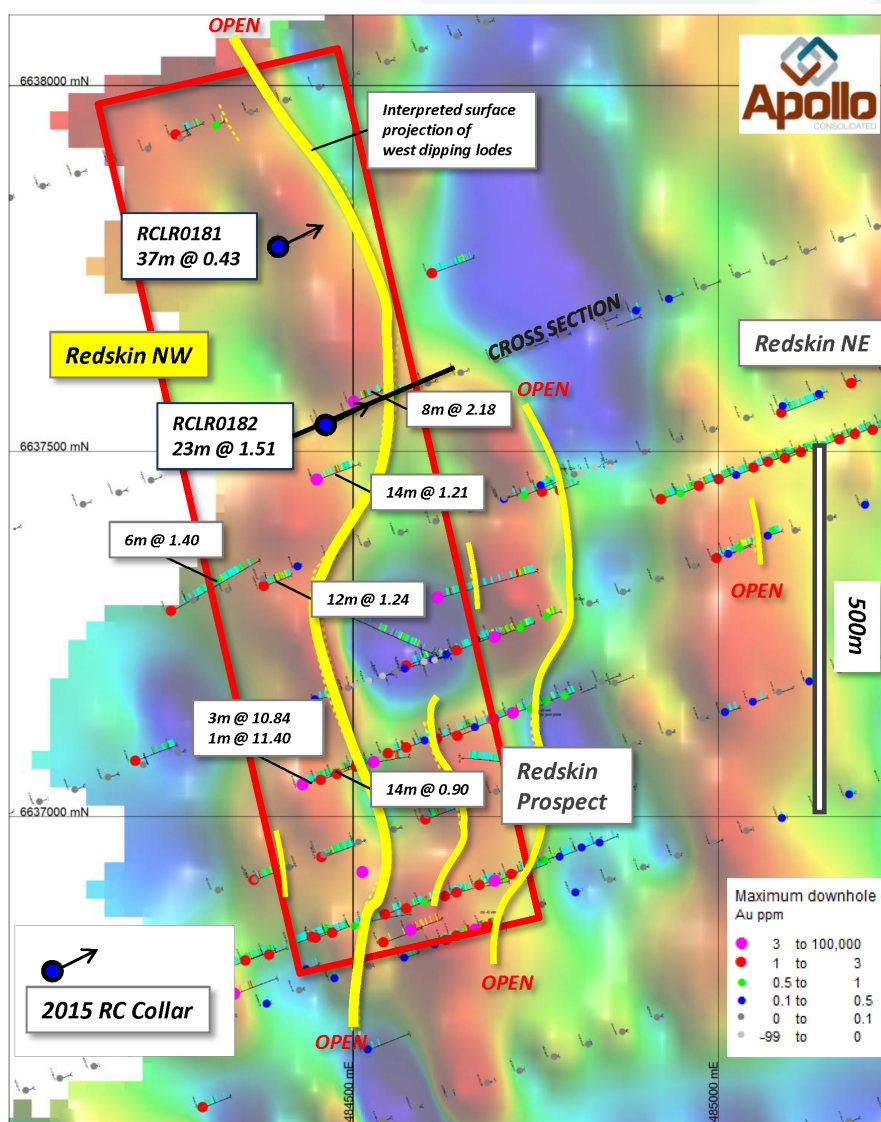 OPEN
Apollo
CONSOLIDATED
6638000 mN
Interpreted surface
projection of
west dipping lodes
RCLR0181
37m @ 0.43
CROSS SECTION
Redskin NW
Redskin NE
OPEN
8m @ 2.18
RCLR0182
23m @ 1.51
6637500 mN
14m @ 1.21
6m @ 1.40
OPEN
12m @ 1.24
500m
3m @ 10.84
1m @ 11.40
14m @ 0.90
Redskin
Prospect
6637000 mN
Maximum downhole
Au ppm
3 to 100,000
1 to 3
0.5 to 1
0.1 to 0.5
0 to 0.1
-99 to 0
2015 RC Collar
OPEN
OPEN
484500 mE
485000 mE